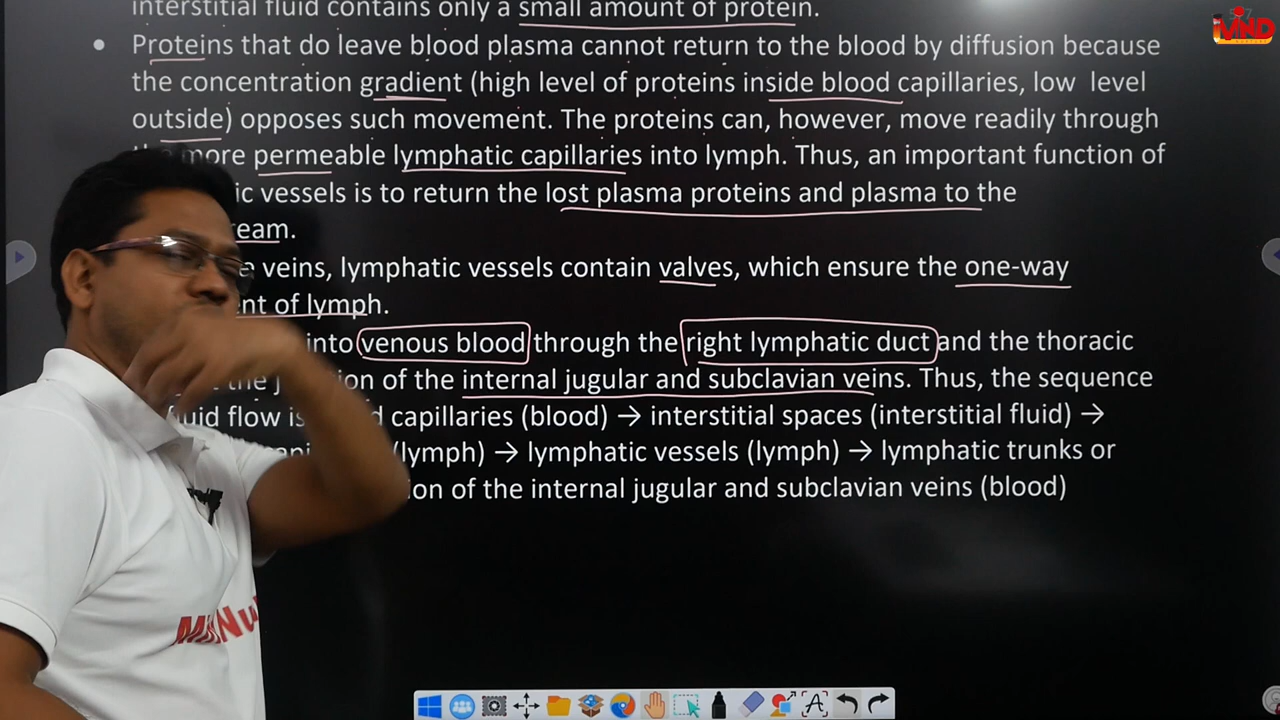 interstitial fluid contains only a small amount of protein.
• Proteins that do leave blood plasma cannot return to the blood by diffusion because
the concentration gradient (high level of proteins inside blood capillaries, low level
outside) opposes such movement. The proteins can, however, move readily through
more permeable lymphatic capillaries into lymph. Thus, an important function of
ic vessels is to return the lost plasma proteins and plasma to the
ream.
e veins, lymphatic vessels contain valves, which ensure the one-way
nt of lymph.
into venous blood through the right lymphatic duct and the thoracic
the j ion of the internal jugular and subclavian veins. Thus, the sequence
uid flow is d capillaries (blood) → interstitial spaces (interstitial fluid) →
(lymph) → lymphatic vessels (lymph) → lymphatic trunks or
ion of the internal jugular and subclavian veins (blood)